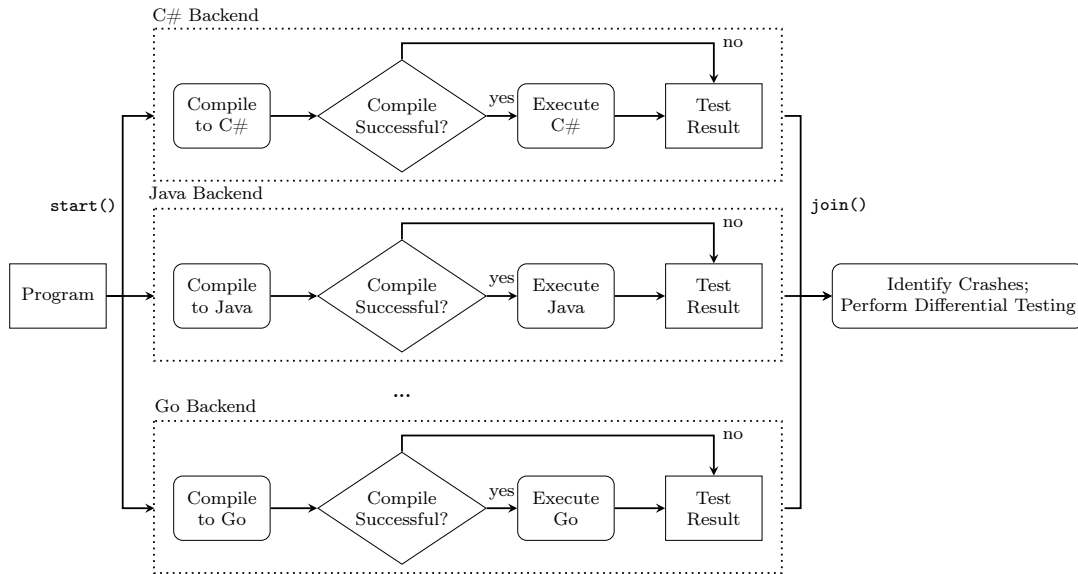 C# Backend
no
Compile
to C#
Compile
Successful?
yes
Execute
C#
Test
Result
Java Backend
start()
join()
no
Program
Compile
to Java
Compile
Successful?
yes
Execute
Java
Test
Result
Identify Crashes;
Perform Differential Testing
...
Go Backend
no
Compile
to Go
Compile
Successful?
yes
Execute
Go
Test
Result